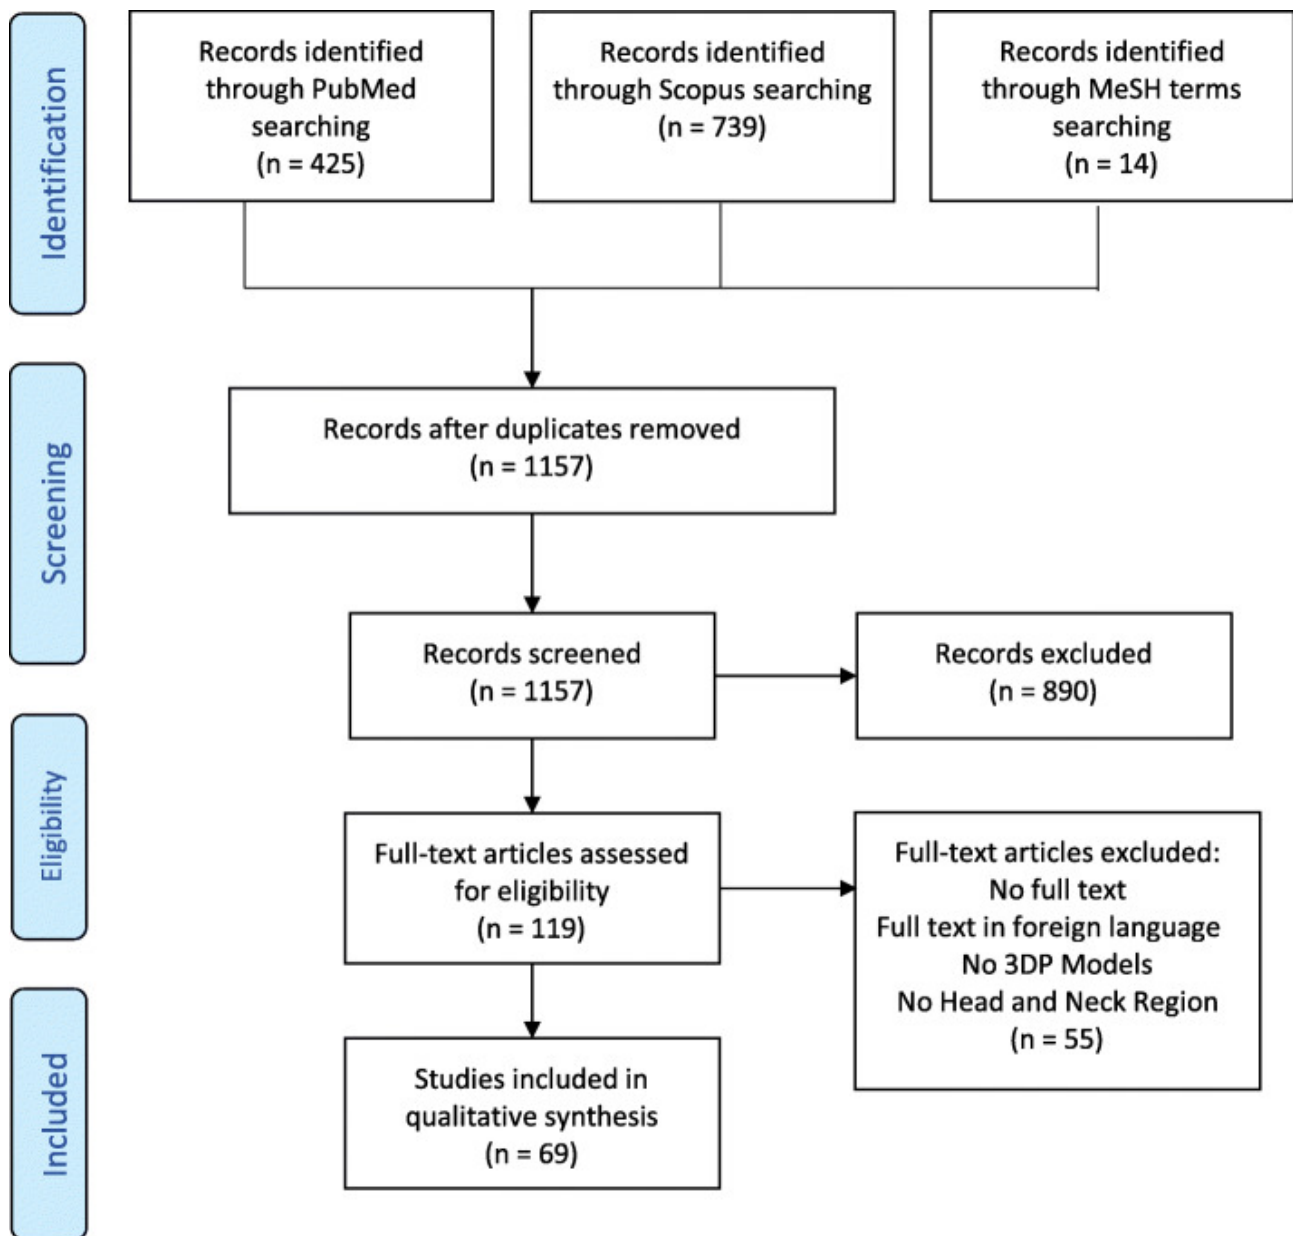 Identification
Records identified
through PubMed
searching
(n = 425)
Records identified
through Scopus searching
(n = 739)
Records identified
through MeSH terms
searching
(n = 14)
Screening
Records after duplicates removed
(n = 1157)
Records screened
(n = 1157)
Records excluded
(n = 890)
Eligibility
Full-text articles assessed
for eligibility
(n = 119)
Full-text articles excluded:
No full text
Full text in foreign language
No 3DP Models
No Head and Neck Region
(n = 55)
Included
Studies included in
qualitative synthesis
(n = 69)